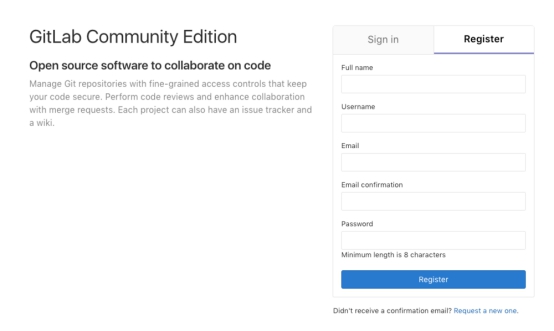 GitLab Community Edition
Open source software to collaborate on code
Manage Git repositories with fine-grained access controls that keep
your code secure. Perform code reviews and enhance collaboration
with merge requests. Each project can also have an issue tracker and
a wiki.
Sign in
Register
Full name
Username
Email
Email confirmation
Password
Minimum length is 8 characters
Register
Didn't receive a confirmation email? Request a new one.